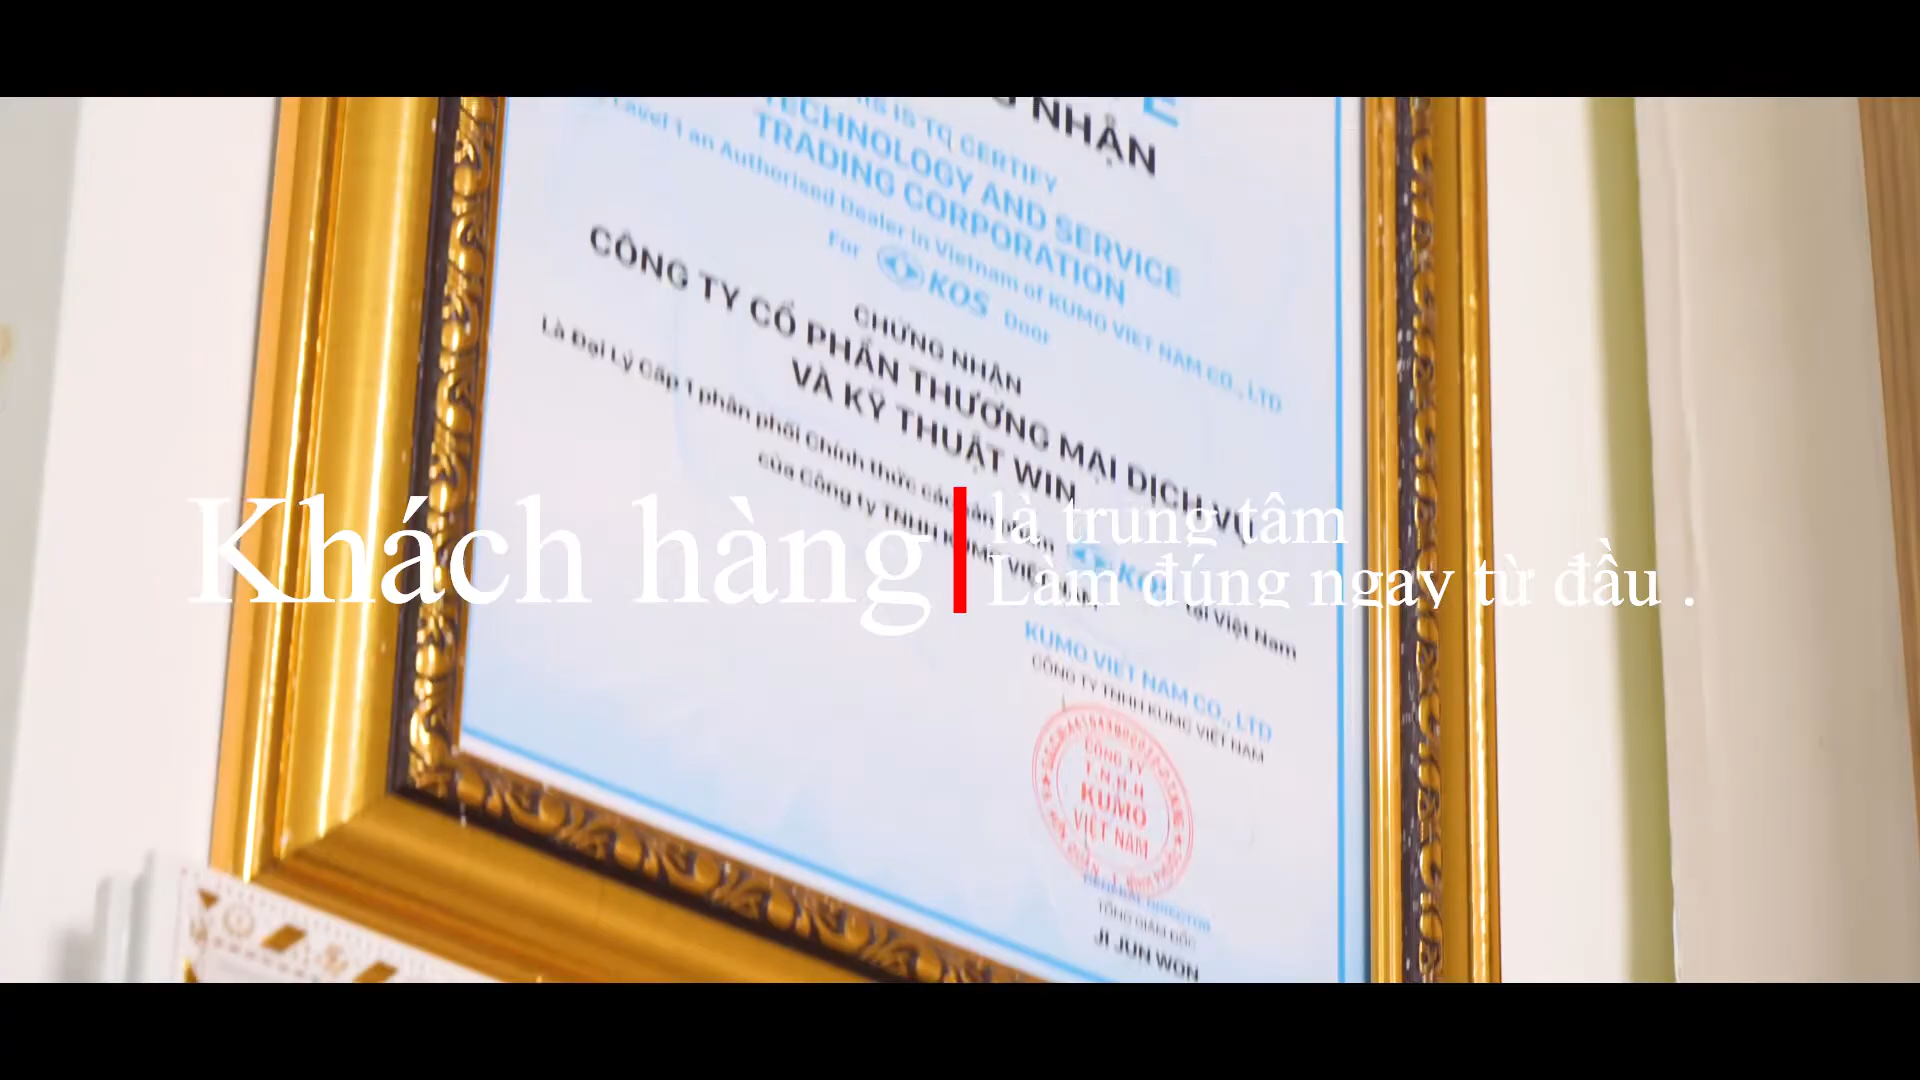 NHẬN
THIS IS TO CERTIFY
TECHNOLOGY AND SERVICE
TRADING CORPORATION
Level 1 an Authorised Dealer in Vietnam of KUMO VIET NAM CO., LTD
For KOS Door
CHỨNG NHẬN
CÔNG TY CỔ PHẦN THƯƠNG MẠI DỊCH VỤ
VÀ KỸ THUẬT WIN
Là Đại Lý Cấp 1 phân phối Chính thức các sản phẩm KOS tại Việt Nam
của Công ty TNHH KUMO VIỆT NAM
Khách hàng
là trung tâm
Làm đúng ngay từ đầu .
KUMO VIET NAM CO., LTD
CÔNG TY TNHH KUMO VIỆT NAM
CÔNG TY
T.N.H.H
KUMO
VIỆT NAM
GENERAL DIRECTOR
TỔNG GIÁM ĐỐC
JI JUN WON